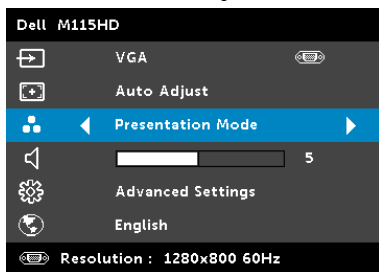 Dell M115HD
VGA
Auto Adjust
Presentation Mode
5
Advanced Settings
English
Resolution : 1280x800 60Hz